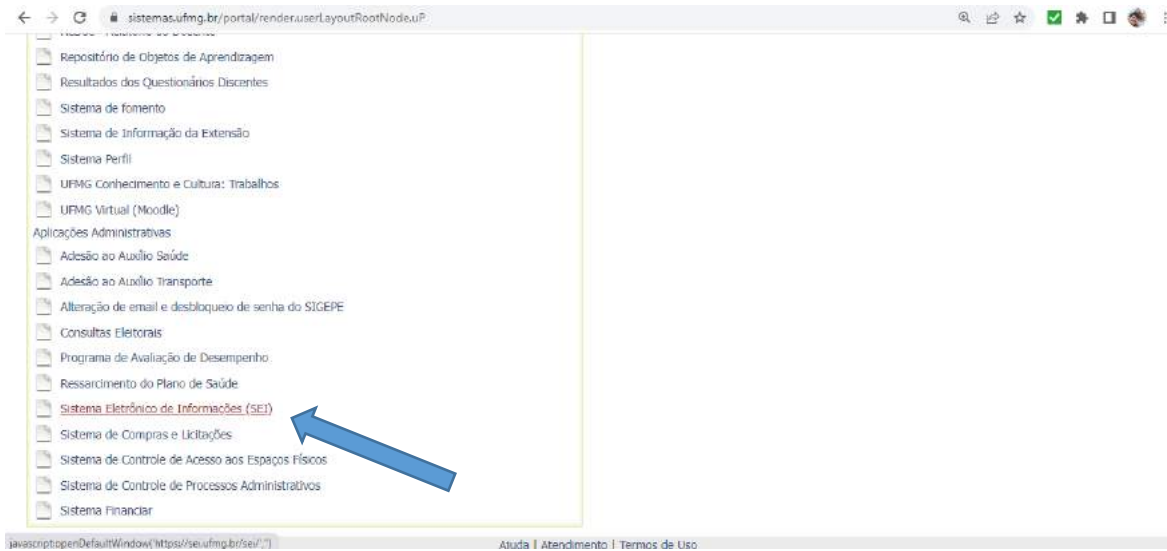 sistemas.ufmg.br/portal/render.userLayoutRootNode.uP
Repositório de Objetos de Aprendizagem
Resultados dos Questionários Discentes
Sistema de fomento
Sistema de Informação da Extensão
Sistema Perfil
UFMG Conhecimento e Cultura: Trabalhos
UFMG Virtual (Moodle)
Aplicações Administrativas
Adesão ao Auxílio Saúde
Adesão ao Auxílio Transporte
Alteração de email e desbloqueio de senha do SIGEPE
Consultas Eleitorais
Programa de Avaliação de Desempenho
Ressarcimento do Plano de Saúde
Sistema Eletrônico de Informações (SEI)
Sistema de Compras e Licitações
Sistema de Controle de Acesso aos Espaços Físicos
Sistema de Controle de Processos Administrativos
Sistema Financiar
javascript:openDefaultWindow('https://sei.ufmg.br/sei/','')
Ajuda | Atendimento | Termos de Uso